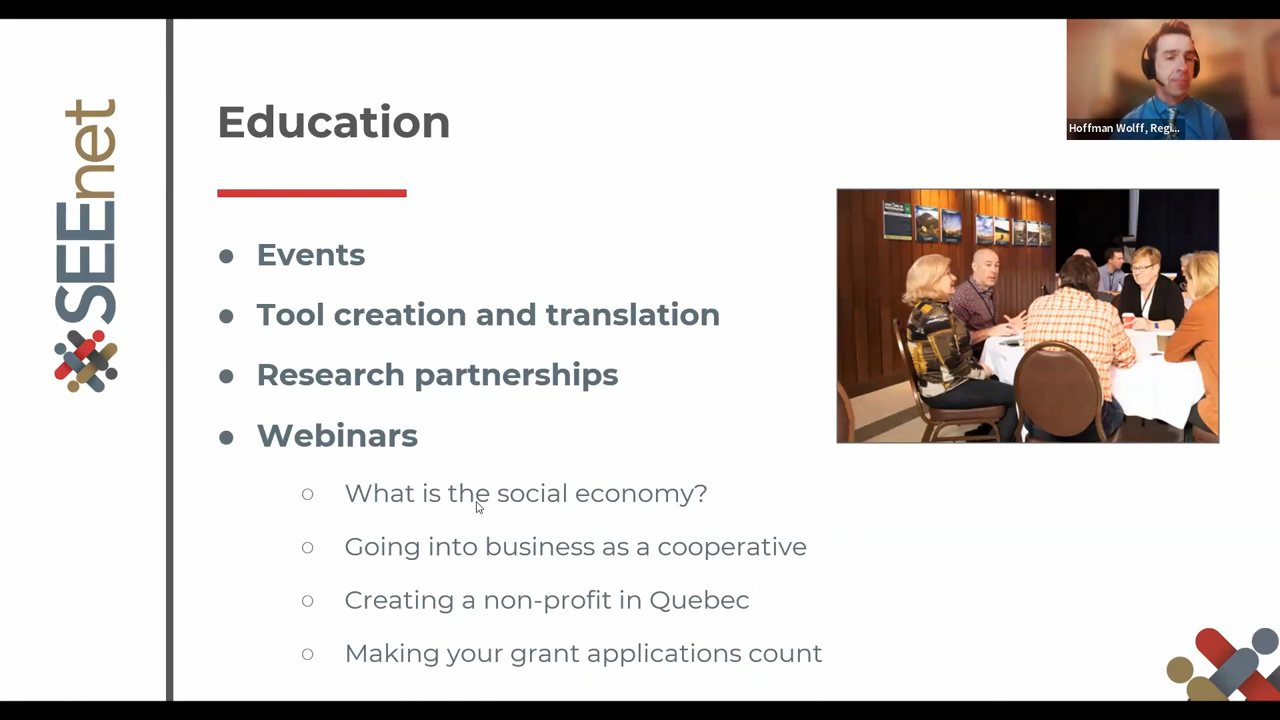 SEEnet
Education
Hoffman Wolff, Regi...
● Events
● Tool creation and translation
● Research partnerships
● Webinars
○ What is the social economy?
○ Going into business as a cooperative
○ Creating a non-profit in Quebec
○ Making your grant applications count